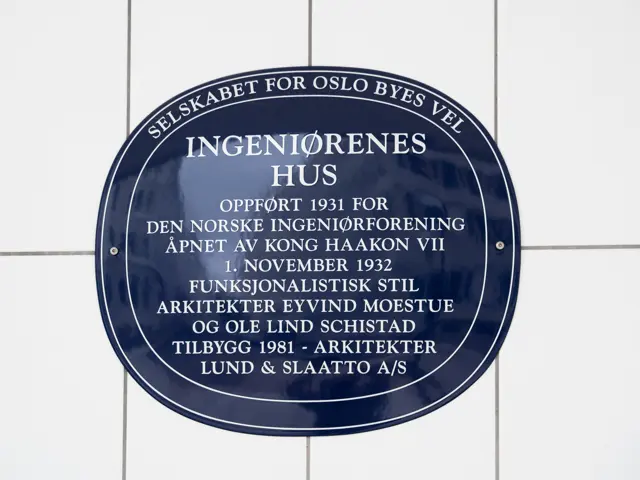 SELSKABET FOR OSLO BYES VEL
INGENIØRENES
HUS
OPPFØRT 1931 FOR
DEN NORSKE INGENIØRFORENING
ÅPNET AV KONG HAAKON VII
1. NOVEMBER 1932
FUNKSJONALISTISK STIL
ARKITEKTER EYVIND MOESTUE
OG OLE LIND SCHISTAD
TILBYGG 1981 - ARKITEKTER
LUND & SLAATTO A/S